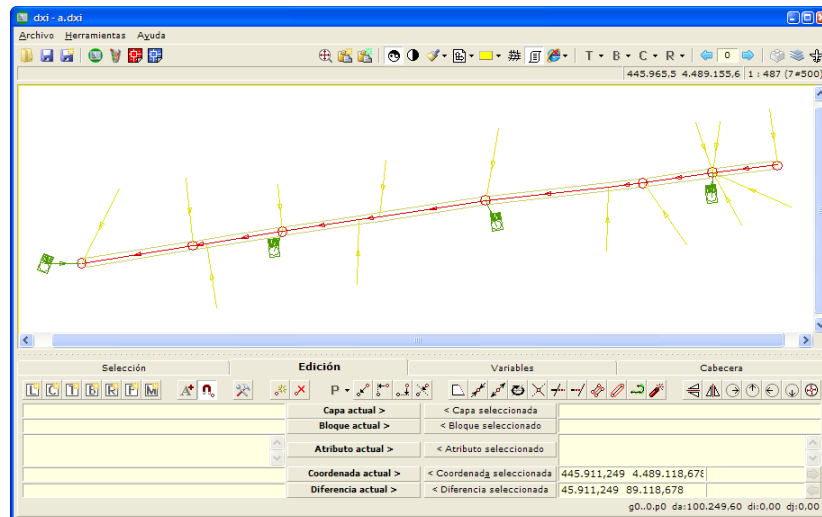 dxi - a.dxi
Archivo Herramientas Ayuda
T B C R 0
445.965,5 4.489.155,6 1 : 487 (7#500)
Selección Edición Variables Cabecera
L C T B R F M A P
Capa actual > < Capa seleccionada
Bloque actual > < Bloque seleccionado
Atributo actual > < Atributo seleccionado
Coordenada actual > < Coordenada seleccionada 445.911,249 4.489.118,678
Diferencia actual > < Diferencia seleccionada 45.911,249 89.118,678
g0..0.p0 da:100.249,60 di:0,00 dj:0,00